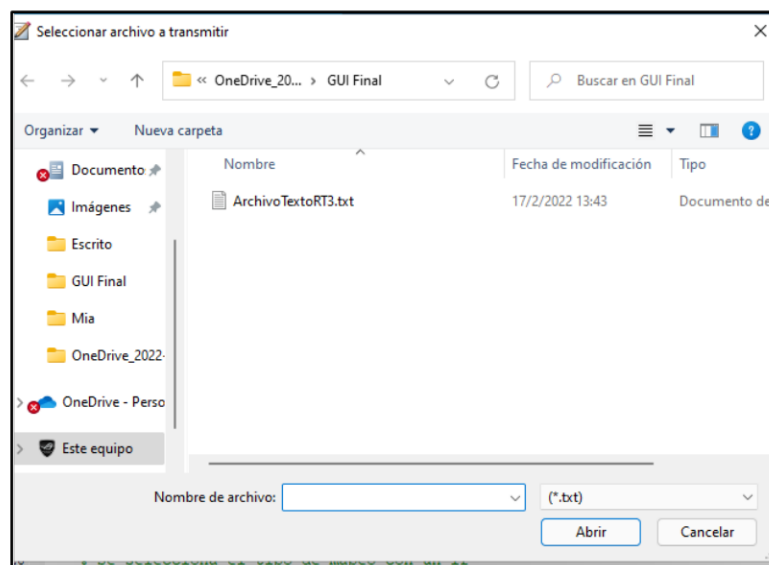 Seleccionar archivo a transmitir
« OneDrive_20... > GUI Final
Buscar en GUI Final
Organizar
Nueva carpeta
Nombre
Fecha de modificación
Tipo
Documento
ArchivoTextoRT3.txt
17/2/2022 13:43
Documento de
Imágenes
Escrito
GUI Final
Mia
OneDrive_2022-
OneDrive - Perso
Este equipo
Nombre de archivo:
(*.txt)
Abrir
Cancelar